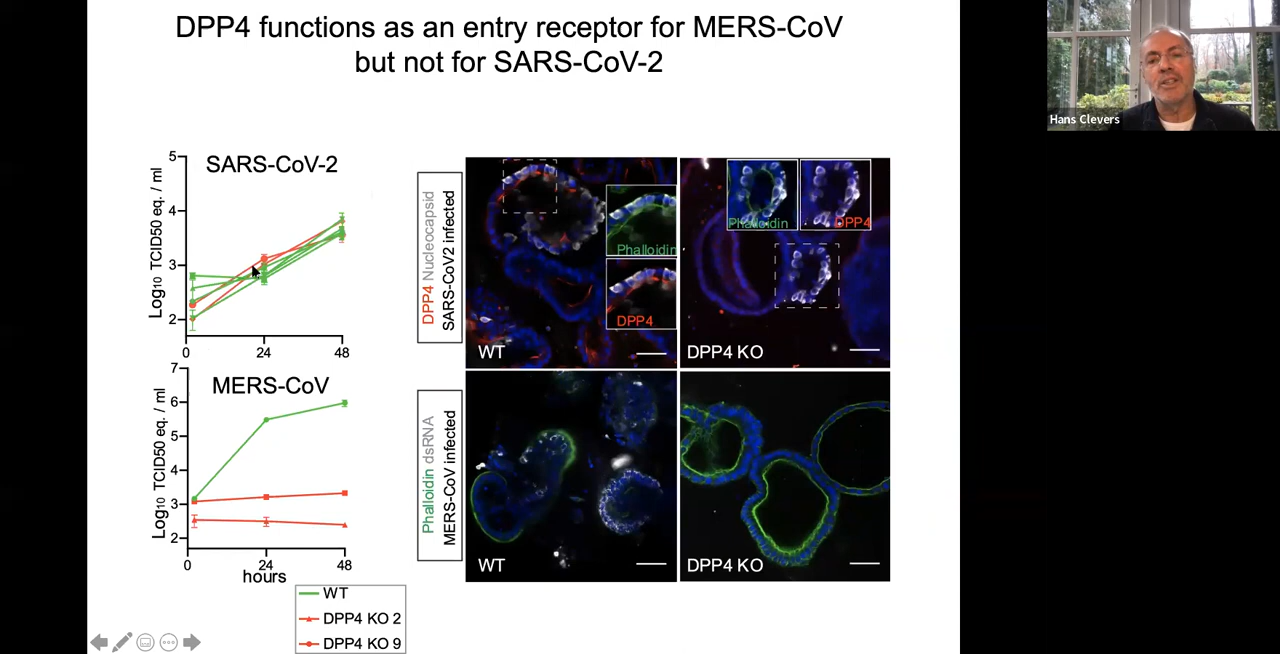 DPP4 functions as an entry receptor for MERS-CoV
but not for SARS-CoV-2
Hans Clevers
SARS-CoV-2
Log10 TCID50 eq. / ml
5
4
3
2
0
24
48
MERS-CoV
Log10 TCID50 eq. / ml
7
6
5
4
3
2
0
24
48
hours
WT
DPP4 KO 2
DPP4 KO 9
DPP4 Nucleocapsid
SARS-CoV2 infected
Phalloidin
DPP4
WT
Phalloidin
DPP4
DPP4 KO
Phalloidin dsRNA
MERS-CoV infected
WT
DPP4 KO